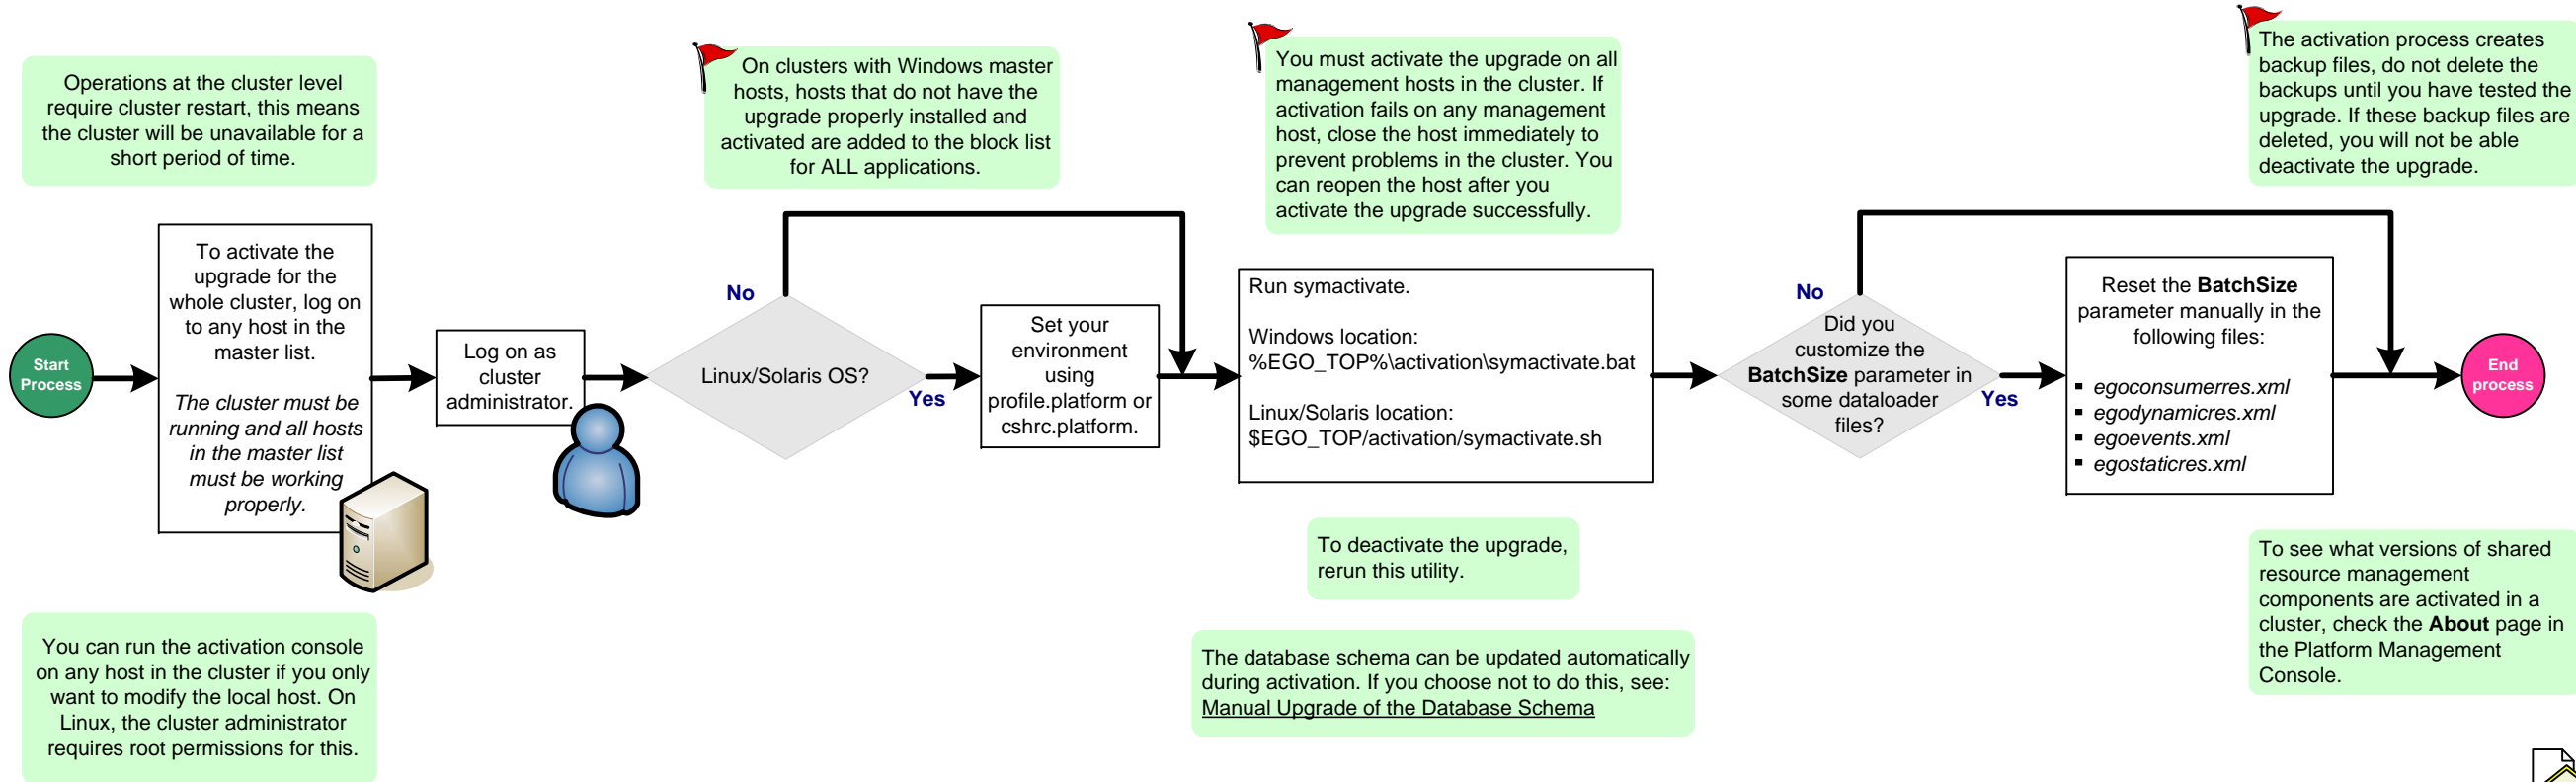 Operations at the cluster level
require cluster restart, this means
the cluster will be unavailable for a
short period of time.
On clusters with Windows master
hosts, hosts that do not have the
upgrade properly installed and
activated are added to the block list
for ALL applications.
You must activate the upgrade on all
management hosts in the cluster. If
activation fails on any management
host, close the host immediately to
prevent problems in the cluster. You
can reopen the host after you
activate the upgrade successfully.
The activation process creates
backup files, do not delete the
backups until you have tested the
upgrade. If these backup files are
deleted, you will not be able
deactivate the upgrade.
Start
Process
To activate the
upgrade for the
whole cluster, log on
to any host in the
master list.
The cluster must be
running and all hosts
in the master list
must be working
properly.
Log on as
cluster
administrator.
Linux/Solaris OS?
No
Yes
Set your
environment
using
profile.platform or
cshrc.platform.
Run symactivate.
Windows location:
%EGO_TOP%\activation\symactivate.bat
Linux/Solaris location:
$EGO_TOP/activation/symactivate.sh
No
Did you
customize the
BatchSize parameter in
some dataloader
files?
Yes
Reset the BatchSize
parameter manually in the
following files:
▪ egoconsumerres.xml
▪ egodynamicres.xml
▪ egoevents.xml
▪ egostaticres.xml
End
process
You can run the activation console
on any host in the cluster if you only
want to modify the local host. On
Linux, the cluster administrator
requires root permissions for this.
To deactivate the upgrade,
rerun this utility.
The database schema can be updated automatically
during activation. If you choose not to do this, see:
Manual Upgrade of the Database Schema
To see what versions of shared
resource management
components are activated in a
cluster, check the About page in
the Platform Management
Console.